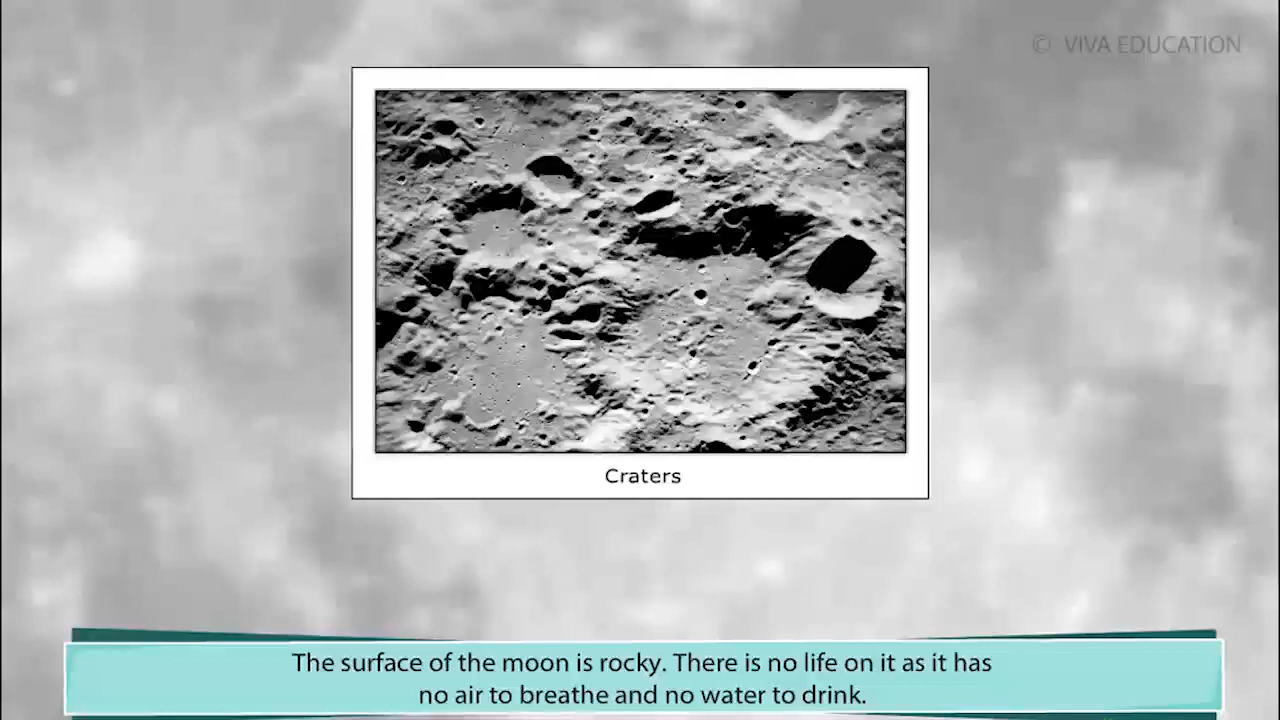 © VIVA EDUCATION
Craters
The surface of the moon is rocky. There is no life on it as it has
no air to breathe and no water to drink.